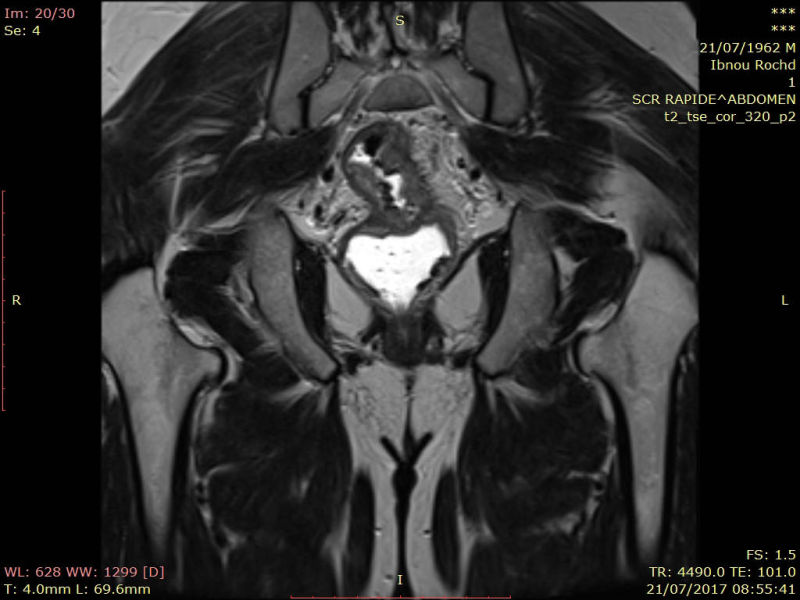 Im: 20/30
Se: 4
S
***
***
21/07/1962 M
Ibnou Rochd
1
SCR RAPIDE^ABDOMEN
t2_tse_cor_320_p2
R
L
WL: 628 WW: 1299 [D]
T: 4.0mm L: 69.6mm
I
FS: 1.5
TR: 4490.0 TE: 101.0
21/07/2017 08:55:41